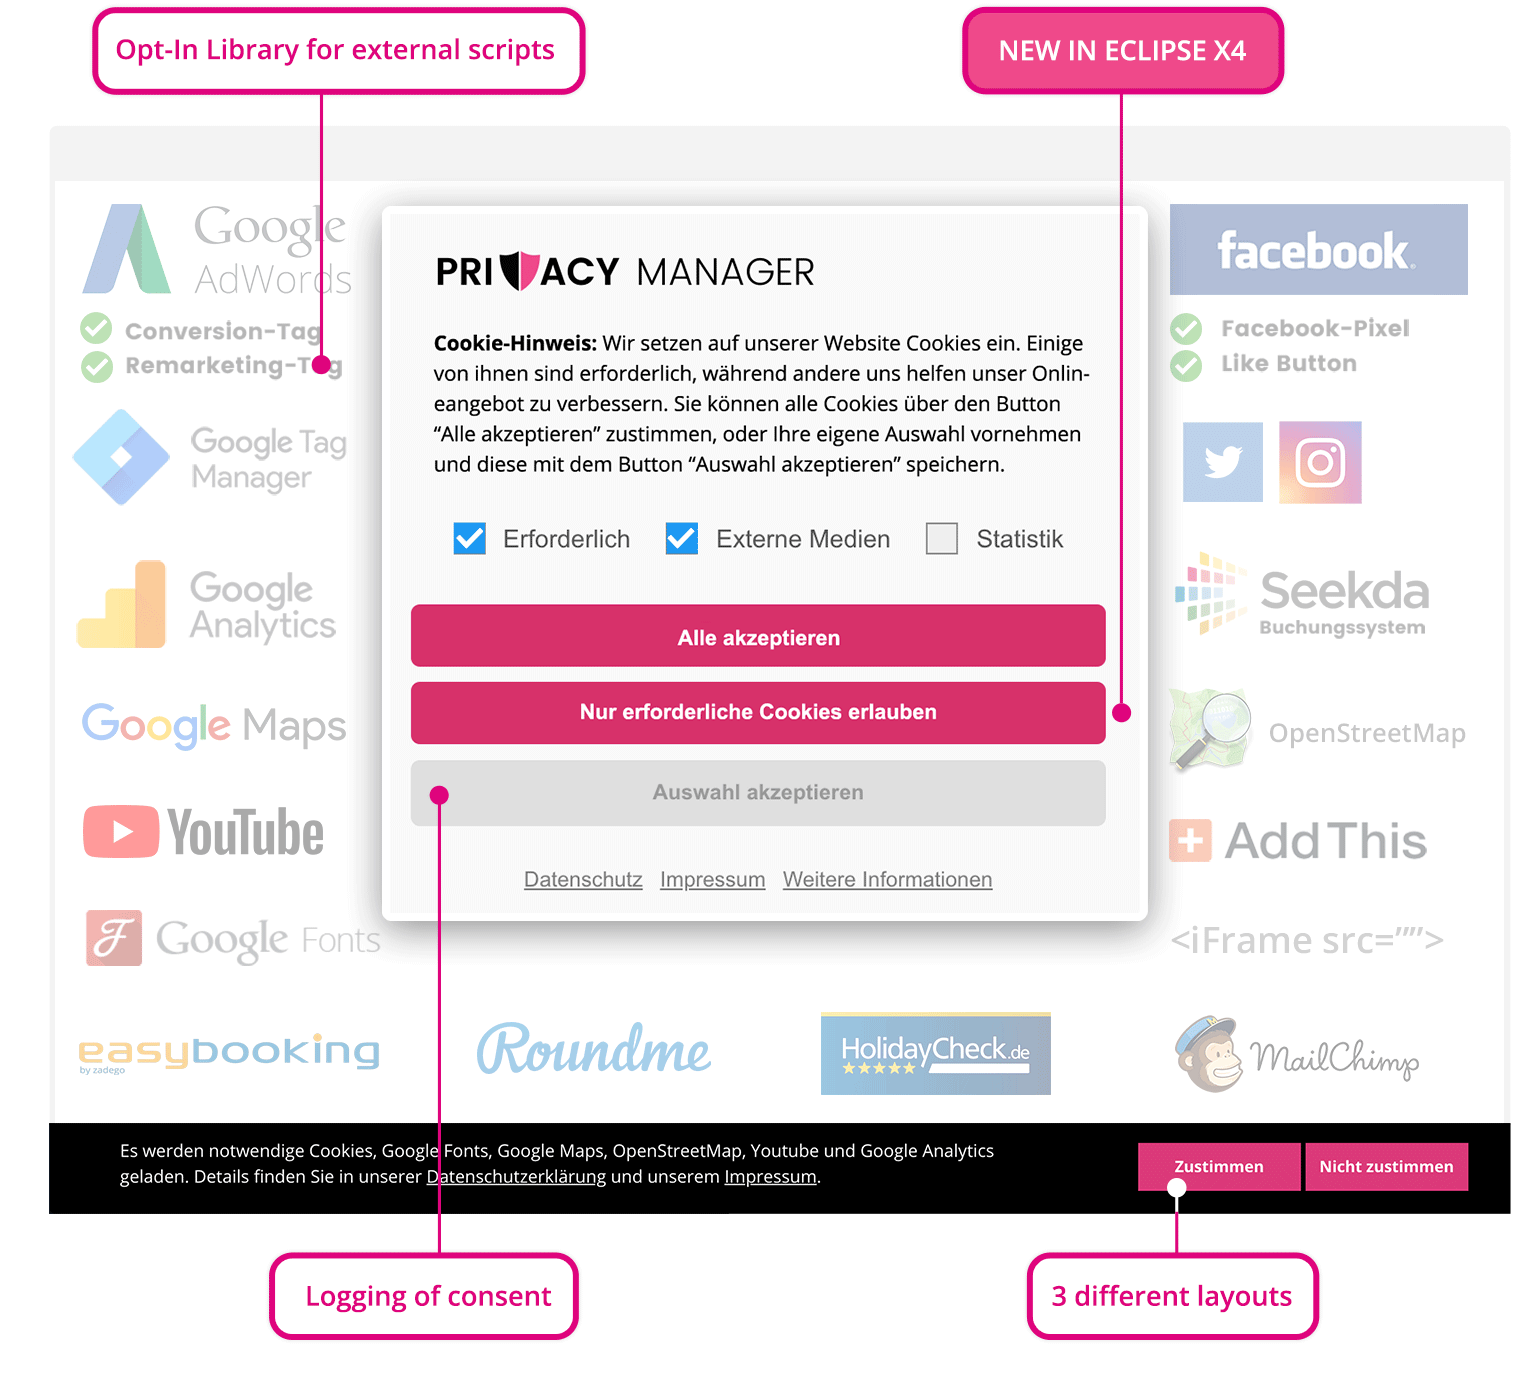 Opt-In Library for external scripts
NEW IN ECLIPSE X4
Google
AdWords
Conversion-Tag
Remarketing-Tag
Google Tag
Manager
Google
Analytics
Google Maps
YouTube
F Google Fonts
PRIVACY MANAGER
Cookie-Hinweis: Wir setzen auf unserer Website Cookies ein. Einige
von ihnen sind erforderlich, während andere uns helfen unser Onlin-
eangebot zu verbessern. Sie können alle Cookies über den Button
“Alle akzeptieren” zustimmen, oder Ihre eigene Auswahl vornehmen
und diese mit dem Button “Auswahl akzeptieren” speichern.
Erforderlich Externe Medien Statistik
Alle akzeptieren
Nur erforderliche Cookies erlauben
Auswahl akzeptieren
Datenschutz Impressum Weitere Informationen
facebook
Facebook-Pixel
Like Button
Seekda
Buchungssystem
OpenStreetMap
AddThis
<iFrame src=””>
easybooking
by zadego
Roundme
HolidayCheck.de
MailChimp
Es werden notwendige Cookies, Google Fonts, Google Maps, OpenStreetMap, Youtube und Google Analytics
geladen. Details finden Sie in unserer Datenschutzerklärung und unserem Impressum.
Zustimmen Nicht zustimmen
Logging of consent
3 different layouts